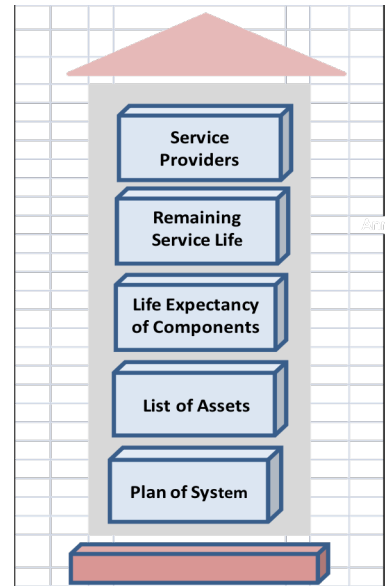 Service
Providers
Remaining
Service Life
Life Expectancy
of Components
List of Assets
Plan of System